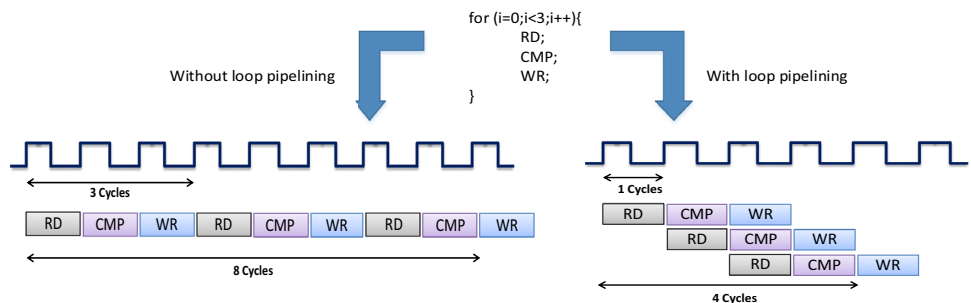 for (i=0;i<3;i++){
RD;
CMP;
WR;
}
Without loop pipelining
With loop pipelining
3 Cycles
RD CMP WR RD CMP WR RD CMP WR
8 Cycles
1 Cycles
RD CMP WR
RD CMP WR
RD CMP WR
4 Cycles